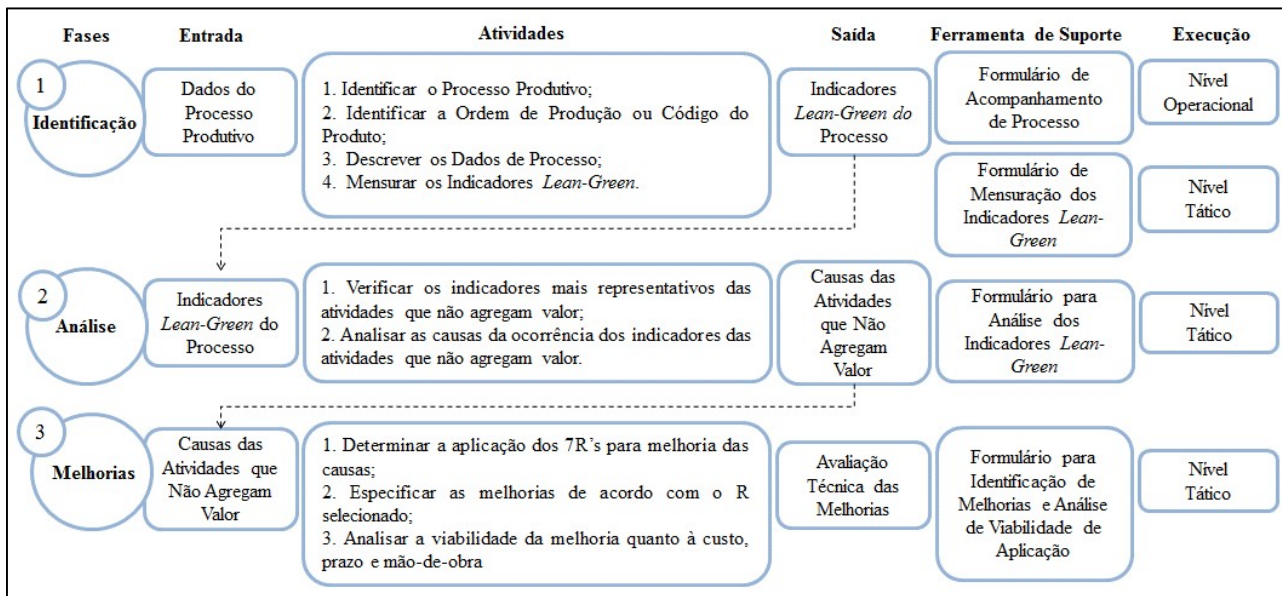 Fases
Entrada
Atividades
Saída
Ferramenta de Suporte
Execução
1
Identificação
Dados do
Processo
Produtivo
1. Identificar o Processo Produtivo;
2. Identificar a Ordem de Produção ou Código do
Produto;
3. Descrever os Dados de Processo;
4. Mensurar os Indicadores Lean-Green.
Indicadores
Lean-Green do
Processo
Formulário de
Acompanhamento
de Processo
Nível
Operacional
Formulário de
Mensuração dos
Indicadores Lean-
Green
Nível
Tático
2
Análise
Indicadores
Lean-Green do
Processo
1. Verificar os indicadores mais representativos das
atividades que não agregam valor;
2. Analisar as causas da ocorrência dos indicadores das
atividades que não agregam valor.
Causas das
Atividades
que Não
Agregam
Valor
Formulário para
Análise dos
Indicadores Lean-
Green
Nível
Tático
3
Melhorias
Causas das
Atividades que
Não Agregam
Valor
1. Determinar a aplicação dos 7R’s para melhoria das
causas;
2. Especificar as melhorias de acordo com o R
selecionado;
3. Analisar a viabilidade da melhoria quanto à custo,
prazo e mão-de-obra
Avaliação
Técnica das
Melhorias
Formulário para
Identificação de
Melhorias e Análise
de Viabilidade de
Aplicação
Nível
Tático